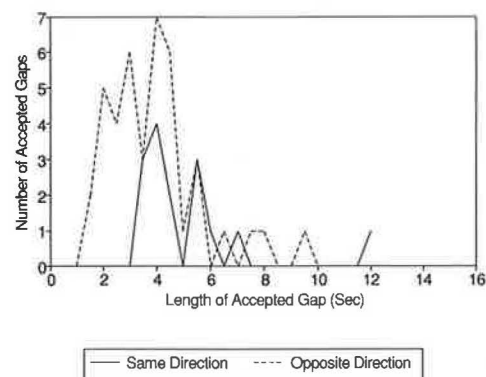 7
6
5
4
3
2
1
0
Number of Accepted Gaps
0 2 4 6 8 10 12 14 16
Length of Accepted Gap (Sec)
Same Direction Opposite Direction